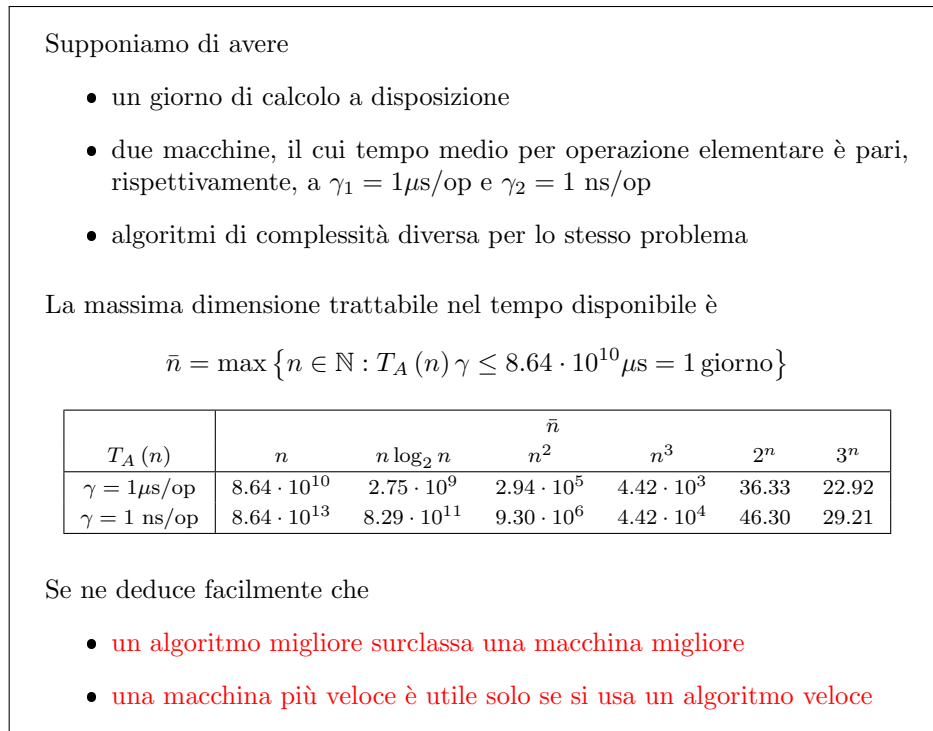 Supponiamo di avere
• un giorno di calcolo a disposizione
• due macchine, il cui tempo medio per operazione elementare è pari,
rispettivamente, a γ₁ = 1μs/op e γ₂ = 1 ns/op
• algoritmi di complessità diversa per lo stesso problema
La massima dimensione trattabile nel tempo disponibile è
n̄ = max {n ∈ ℕ : T_A (n) γ ≤ 8.64 · 10¹⁰μs = 1 giorno}
n̄
T_A (n) n n log₂ n n² n³ 2ⁿ 3ⁿ
γ = 1μs/op 8.64 · 10¹⁰ 2.75 · 10⁹ 2.94 · 10⁵ 4.42 · 10³ 36.33 22.92
γ = 1 ns/op 8.64 · 10¹³ 8.29 · 10¹¹ 9.30 · 10⁶ 4.42 · 10⁴ 46.30 29.21
Se ne deduce facilmente che
• un algoritmo migliore surclassa una macchina migliore
• una macchina più veloce è utile solo se si usa un algoritmo veloce